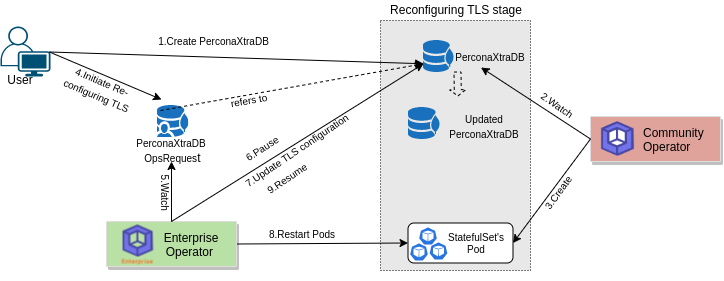 Reconfiguring TLS stage
1.Create PerconaXtraDB
User
4.Initiate Re-
configuring TLS
refers to
PerconaXtraDB
2.Watch
Updated
PerconaXtraDB
Community
Operator
PerconaXtraDB
OpsRequest
6.Pause
7.Update TLS configuration
9.Resume
5.Watch
3.Create
Enterprise
Operator
Enterprise
8.Restart Pods
StatefulSet's
Pod